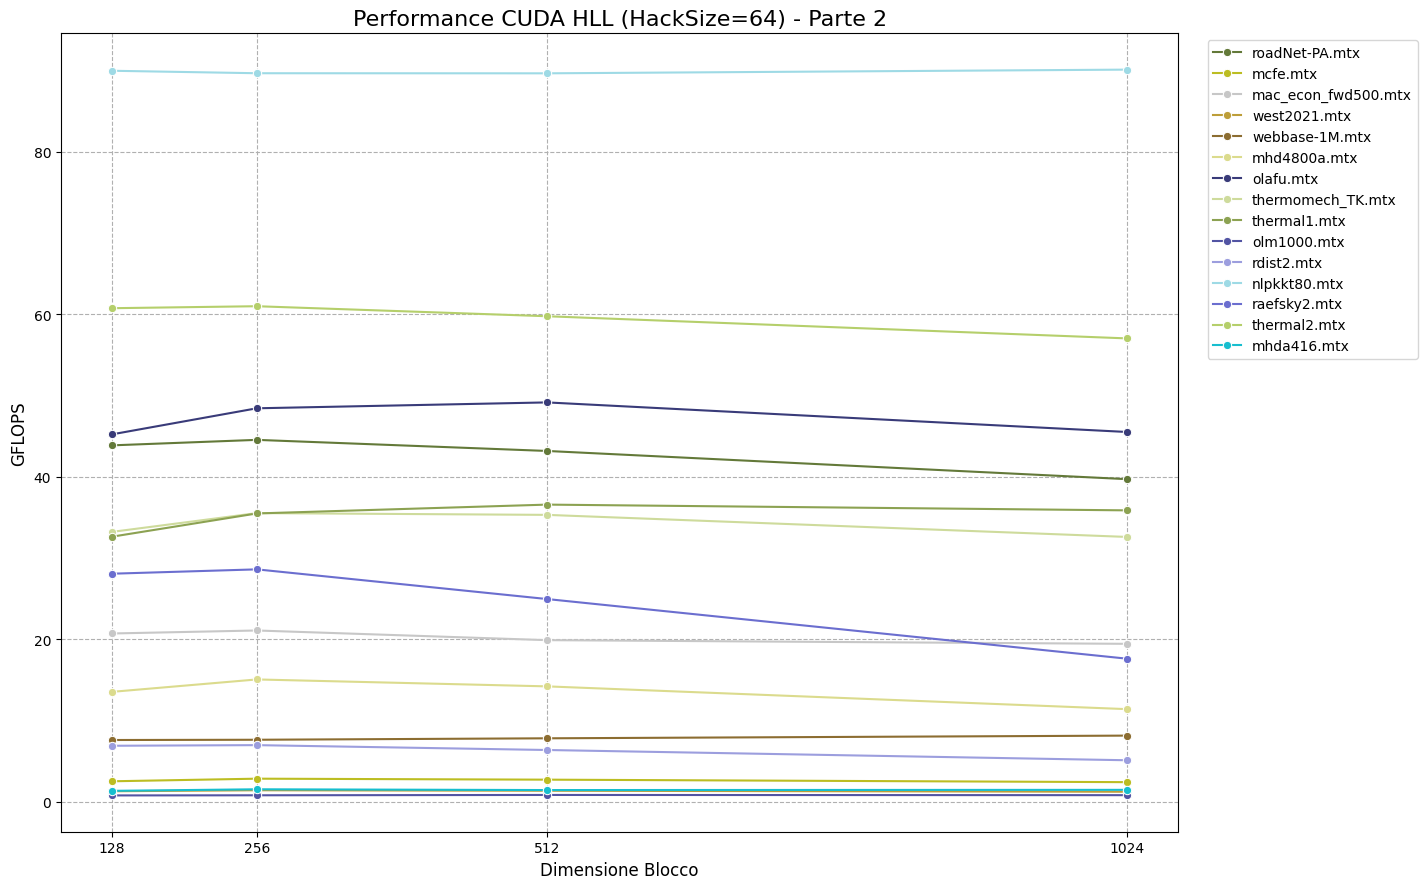 Performance CUDA HLL (HackSize=64) - Parte 2
GFLOPS
80
60
40
20
0
128
256
512
1024
Dimensione Blocco
roadNet-PA.mtx
mcfe.mtx
mac_econ_fwd500.mtx
west2021.mtx
webbase-1M.mtx
mhd4800a.mtx
olafu.mtx
thermomech_TK.mtx
thermal1.mtx
olm1000.mtx
rdist2.mtx
nlpkkt80.mtx
raefsky2.mtx
thermal2.mtx
mhda416.mtx